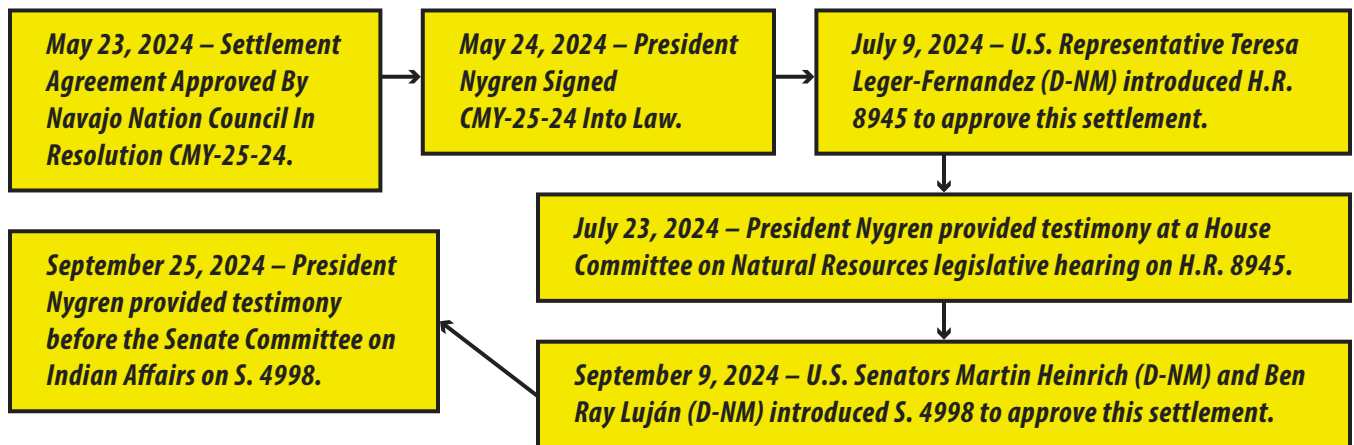 May 23, 2024 – Settlement
Agreement Approved By
Navajo Nation Council In
Resolution CMY-25-24.
May 24, 2024 – President
Nygren Signed
CMY-25-24 Into Law.
July 9, 2024 – U.S. Representative Teresa
Leger-Fernandez (D-NM) introduced H.R.
8945 to approve this settlement.
July 23, 2024 – President Nygren provided testimony at a House
Committee on Natural Resources legislative hearing on H.R. 8945.
September 9, 2024 – U.S. Senators Martin Heinrich (D-NM) and Ben
Ray Luján (D-NM) introduced S. 4998 to approve this settlement.
September 25, 2024 – President
Nygren provided testimony
before the Senate Committee on
Indian Affairs on S. 4998.